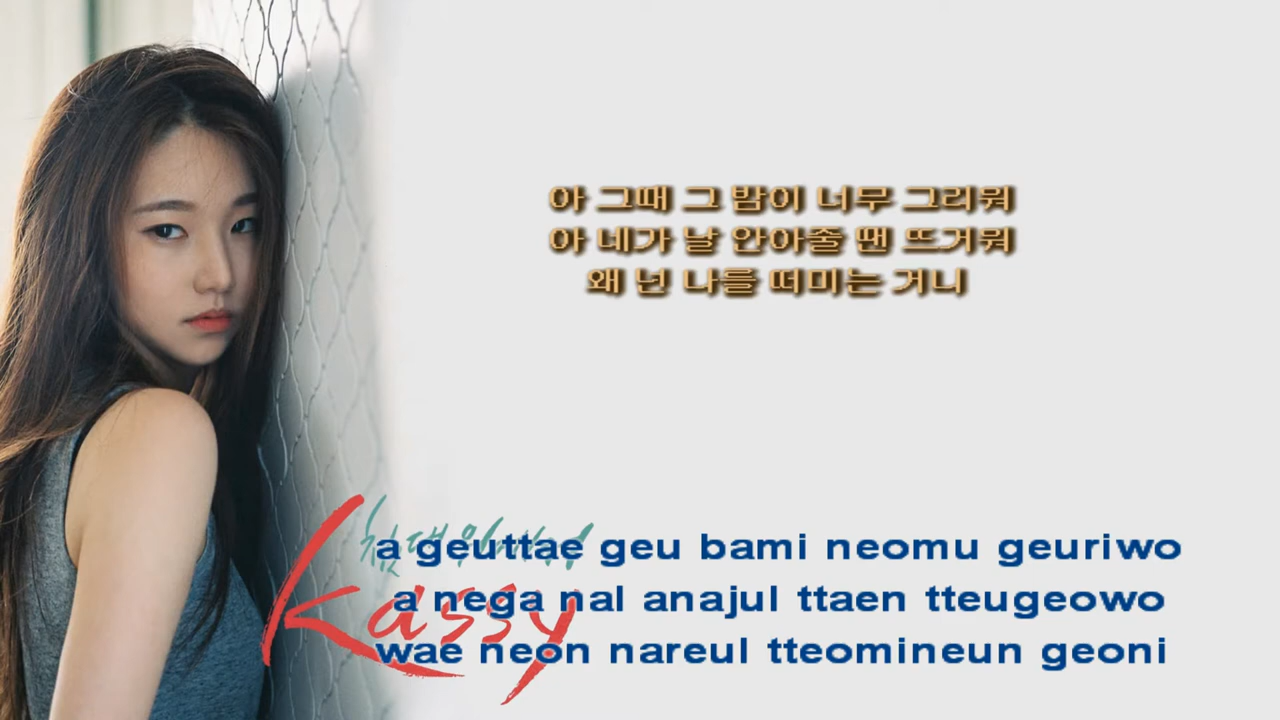 아 그때 그 밤이 너무 그리워
아 네가 날 안아줄 땐 뜨거워
왜 넌 나를 떠미는 거니
a geuttae geu bami neomu geuriwo
a nega nal anajul ttaen tteugeowo
wae neon nareul tteomineun geoni
Kassy